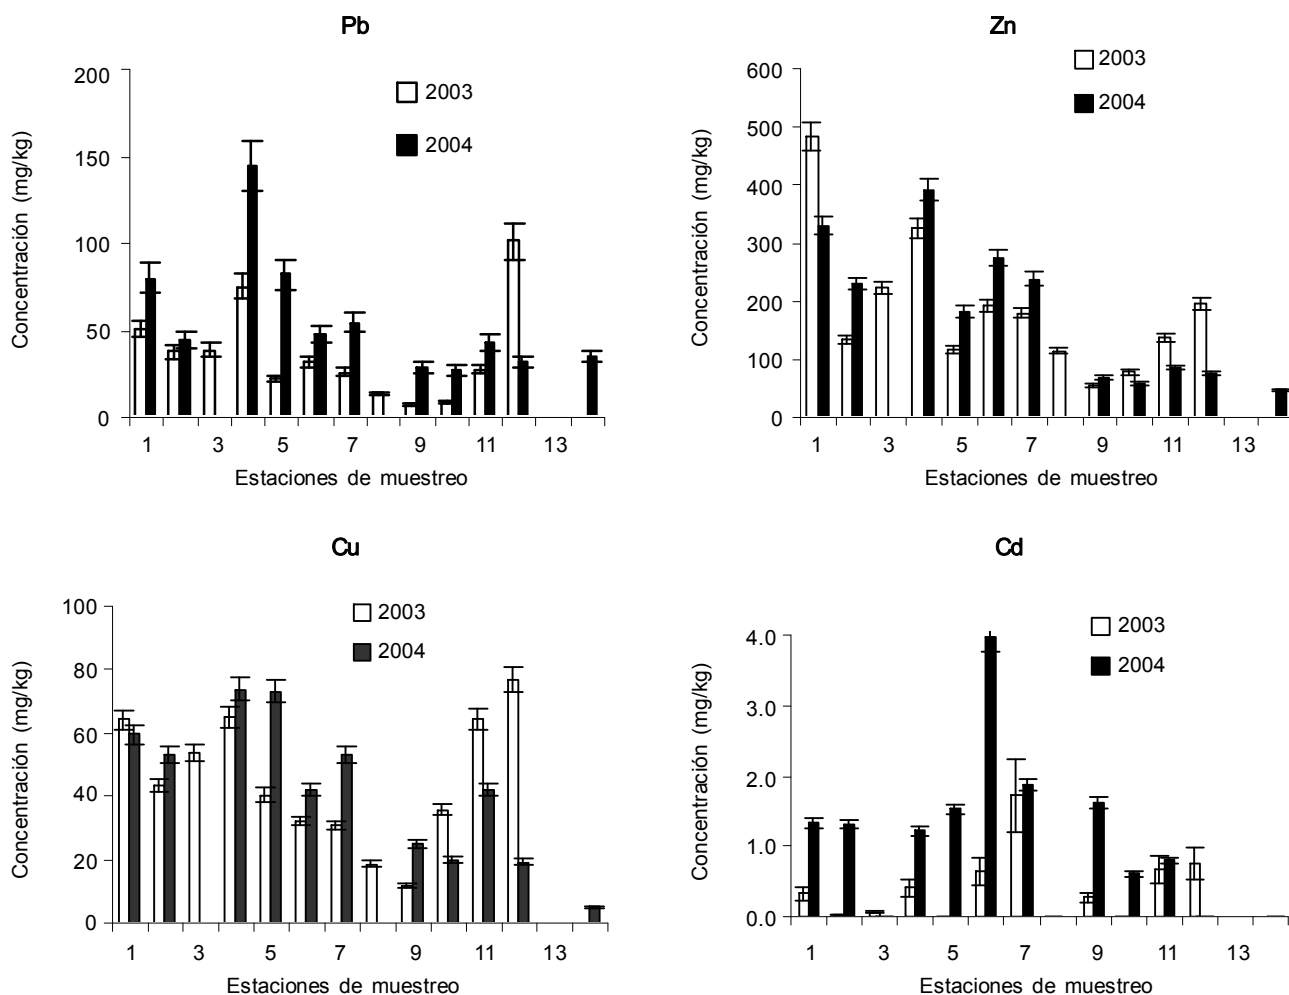 Pb
200
150
100
50
0
Concentración (mg/kg)
2003
2004
1 3 5 7 9 11 13
Estaciones de muestreo
Zn
600
500
400
300
200
100
0
Concentración (mg/kg)
2003
2004
1 3 5 7 9 11 13
Estaciones de muestreo
Cu
100
80
60
40
20
0
Concentración (mg/kg)
2003
2004
1 3 5 7 9 11 13
Estaciones de muestreo
Cd
4.0
3.0
2.0
1.0
0.0
Concentración (mg/kg)
2003
2004
1 3 5 7 9 11 13
Estaciones de muestreo